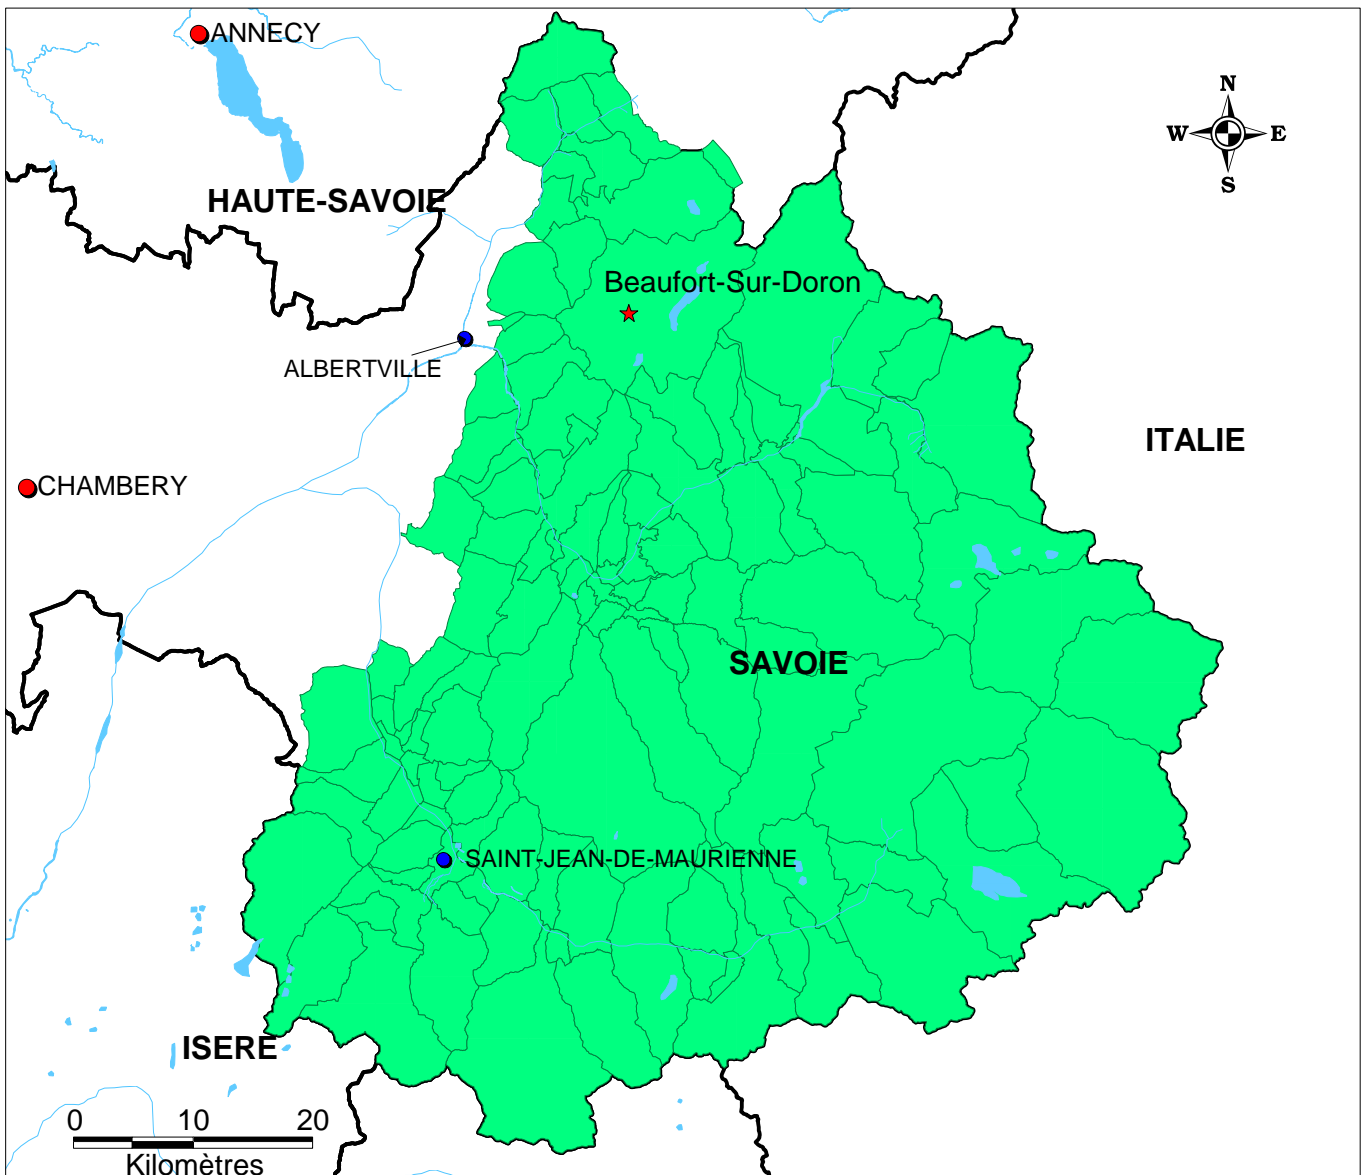 ANNECY
N
W E
S
HAUTE-SAVOIE
Beaufort-Sur-Doron
ALBERTVILLE
ITALIE
CHAMBERY
SAVOIE
SAINT-JEAN-DE-MAURIENNE
ISERE
0 10 20
Kilomètres